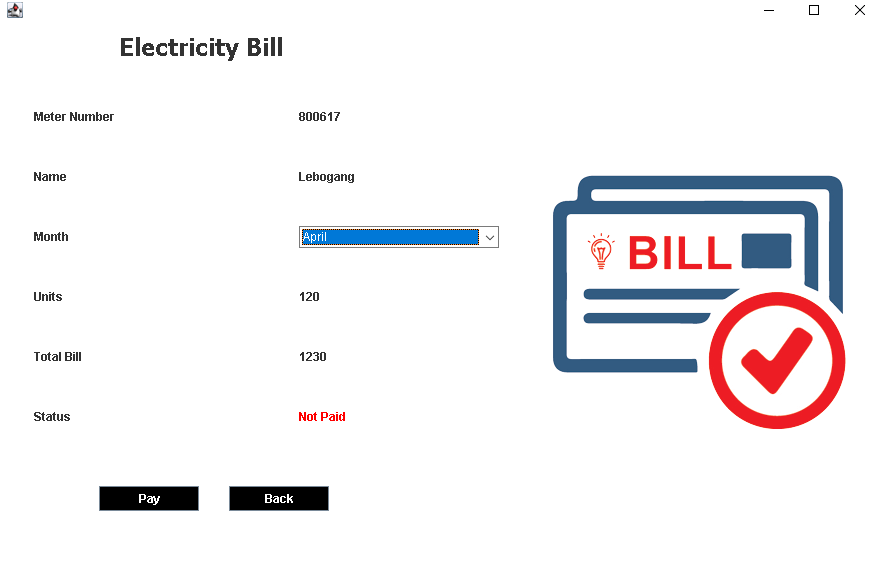 Electricity Bill
Meter Number 800617
Name Lebogang
Month April
BILL
Units 120
Total Bill 1230
Status Not Paid
Pay Back